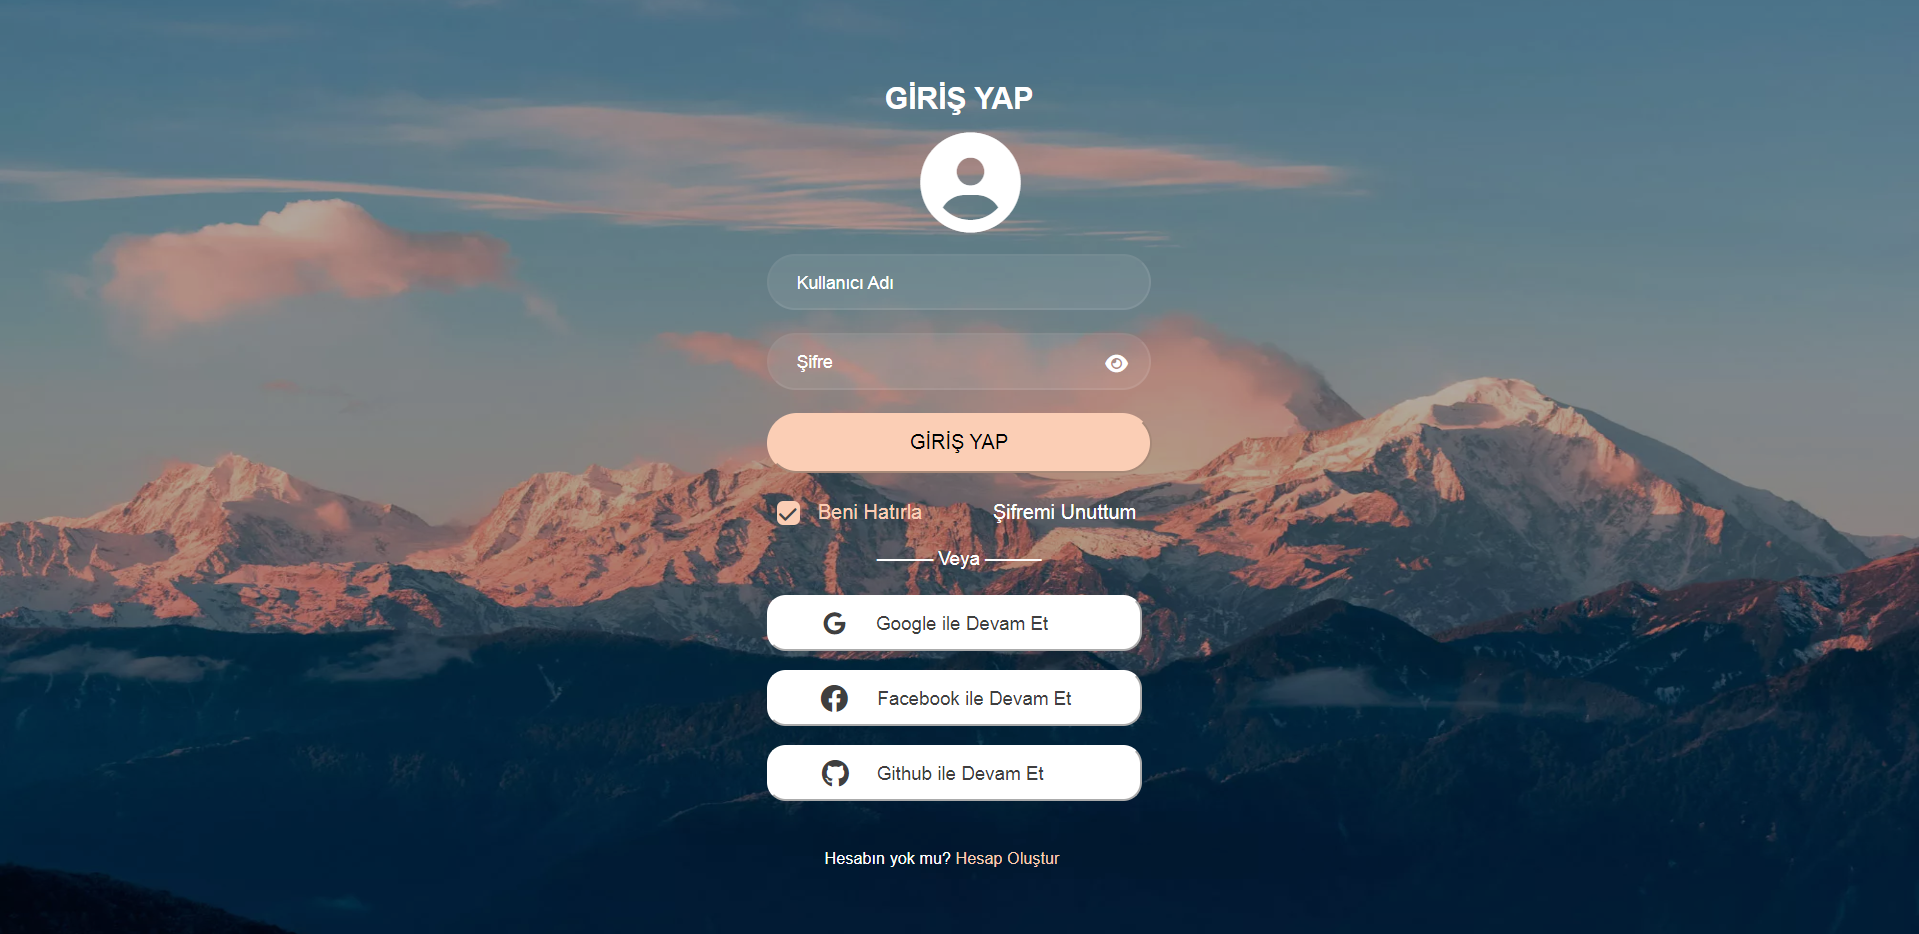 GİRİŞ YAP
Kullanıcı Adı
Şifre
GİRİŞ YAP
Beni Hatırla Şifremi Unuttum
Veya
Google ile Devam Et
Facebook ile Devam Et
Github ile Devam Et
Hesabın yok mu? Hesap Oluştur